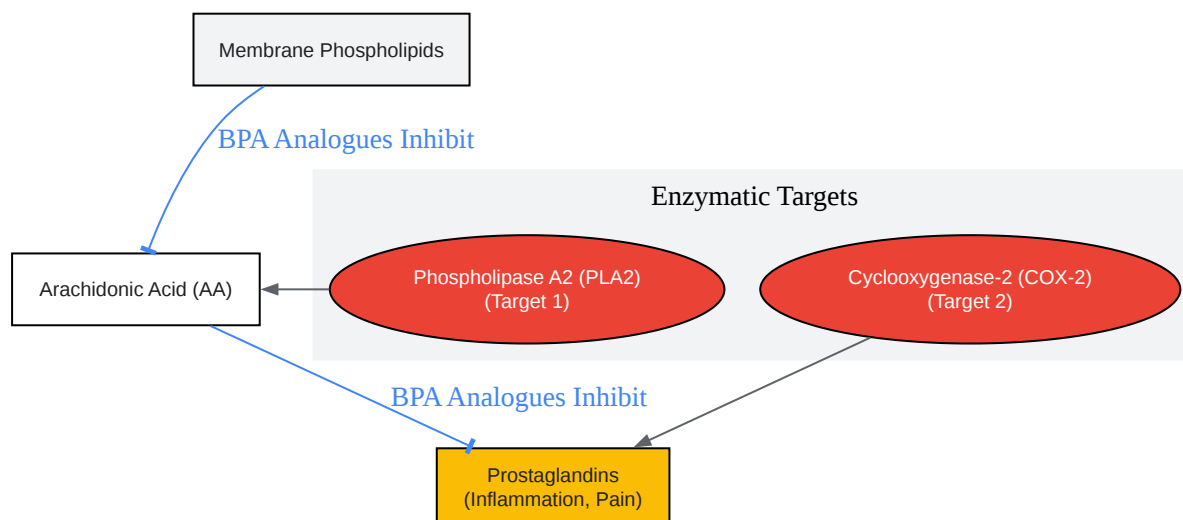 Membrane Phospholipids
BPA Analogues Inhibit
Enzymatic Targets
Phospholipase A2 (PLA2)
(Target 1)
Cyclooxygenase-2 (COX-2)
(Target 2)
Arachidonic Acid (AA)
BPA Analogues Inhibit
Prostaglandins
(Inflammation, Pain)